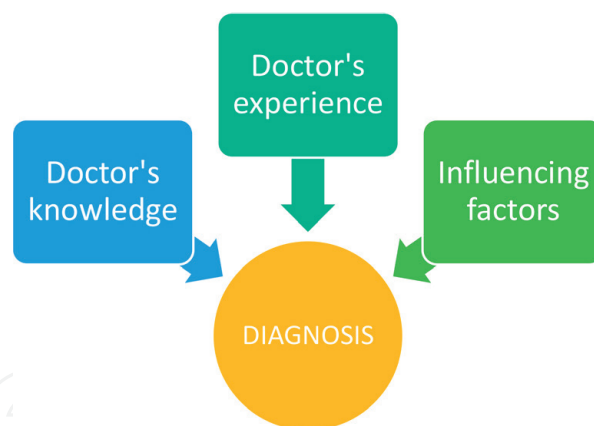 Doctor's
experience
Doctor's
knowledge
Influencing
factors
DIAGNOSIS